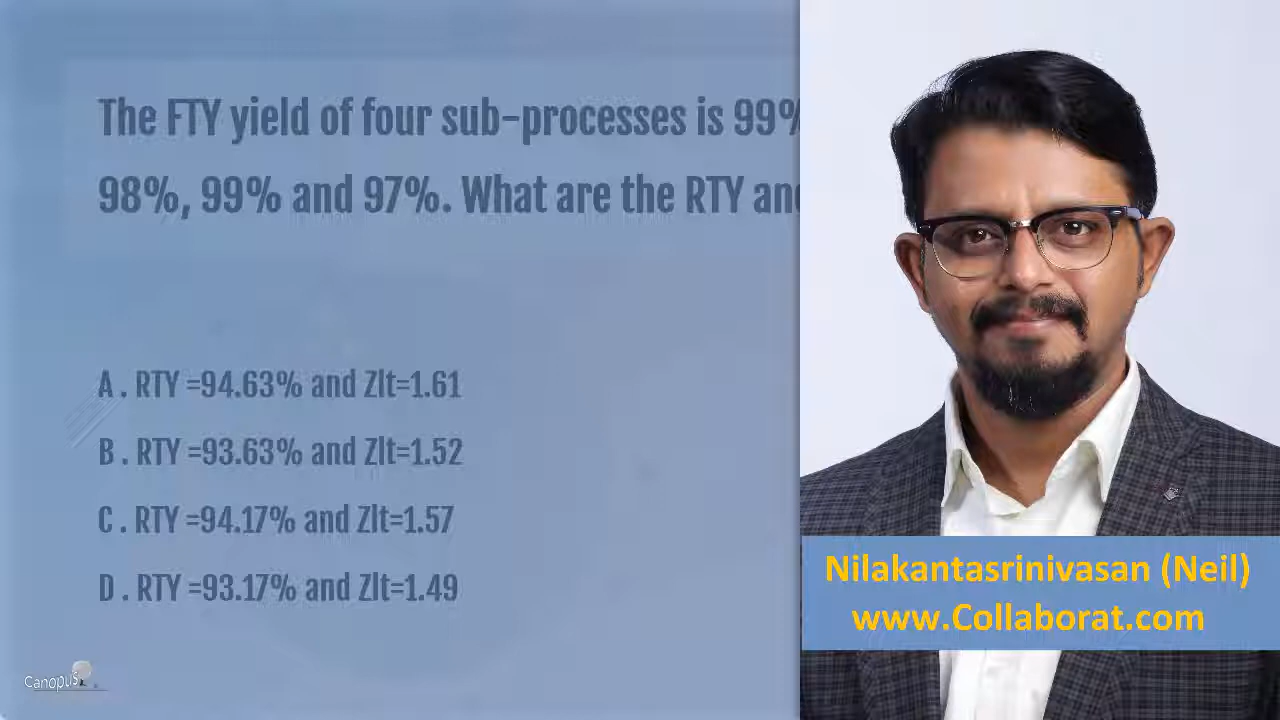 The FTY yield of four sub-processes is 99%
98%, 99% and 97%. What are the RTY and
A . RTY =94.63% and Zlt=1.61
B . RTY =93.63% and Zlt=1.52
C . RTY =94.17% and Zlt=1.57
D . RTY =93.17% and Zlt=1.49
Nilakantasrinivasan (Neil)
www.Collaborat.com
Canopus